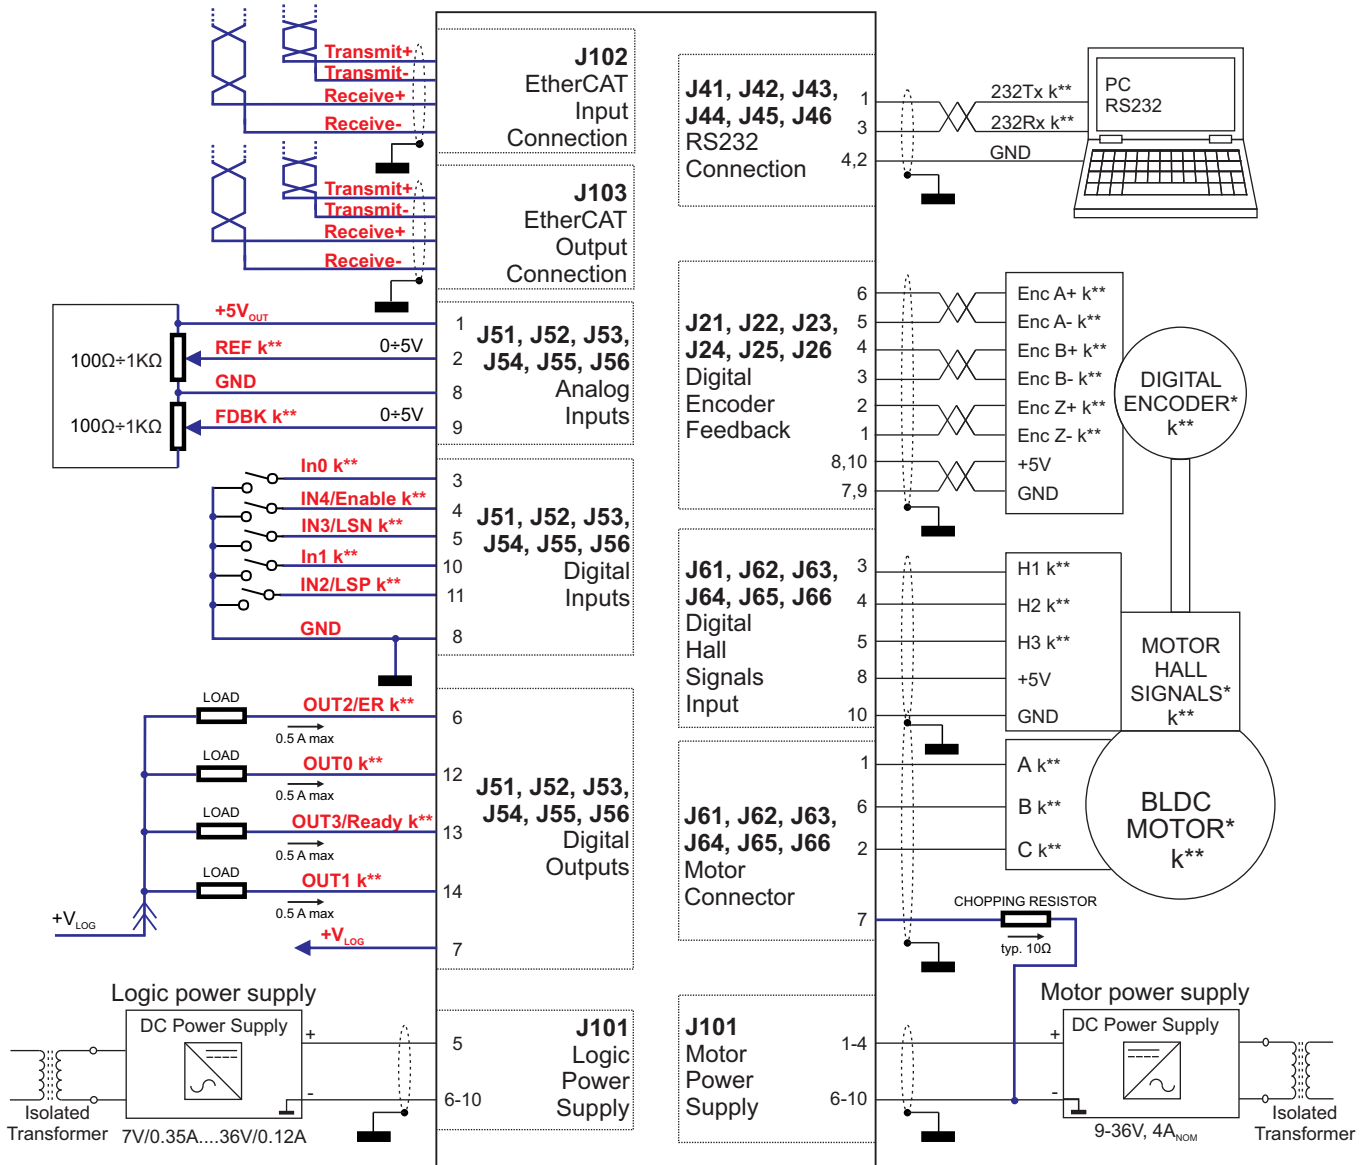 Transmit+
Transmit-
Receive+
Receive-
J102
EtherCAT
Input
Connection
Transmit+
Transmit-
Receive+
Receive-
J103
EtherCAT
Output
Connection
+5VOUT
REF k**
0÷5V
GND
FDBK k**
0÷5V
100Ω÷1KΩ
100Ω÷1KΩ
1
2
8
9
J51, J52, J53,
J54, J55, J56
Analog
Inputs
In0 k**
IN4/Enable k**
IN3/LSN k**
In1 k**
IN2/LSP k**
GND
3
4
5
10
11
8
J51, J52, J53,
J54, J55, J56
Digital
Inputs
LOAD
OUT2/ER k**
0.5 A max
LOAD
OUT0 k**
0.5 A max
LOAD
OUT3/Ready k**
0.5 A max
LOAD
OUT1 k**
0.5 A max
+VLOG
+VLOG
6
12
13
14
7
J51, J52, J53,
J54, J55, J56
Digital
Outputs
Logic power supply
DC Power Supply
+
-
Isolated
Transformer
7V/0.35A....36V/0.12A
5
6-10
J101
Logic
Power
Supply
J41, J42, J43,
J44, J45, J46
RS232
Connection
1
3
4,2
232Tx k**
232Rx k**
GND
PC
RS232
J21, J22, J23,
J24, J25, J26
Digital
Encoder
Feedback
6
5
4
3
2
1
8,10
7,9
Enc A+ k**
Enc A- k**
Enc B+ k**
Enc B- k**
Enc Z+ k**
Enc Z- k**
+5V
GND
DIGITAL
ENCODER*
k**
J61, J62, J63,
J64, J65, J66
Digital
Hall
Signals
Input
3
4
5
8
10
H1 k**
H2 k**
H3 k**
+5V
GND
MOTOR
HALL
SIGNALS*
k**
J61, J62, J63,
J64, J65, J66
Motor
Connector
1
6
2
7
A k**
B k**
C k**
BLDC
MOTOR*
k**
CHOPPING RESISTOR
typ. 10Ω
J101
Motor
Power
Supply
1-4
6-10
Motor power supply
DC Power Supply
+
-
9-36V, 4ANOM
Isolated
Transformer